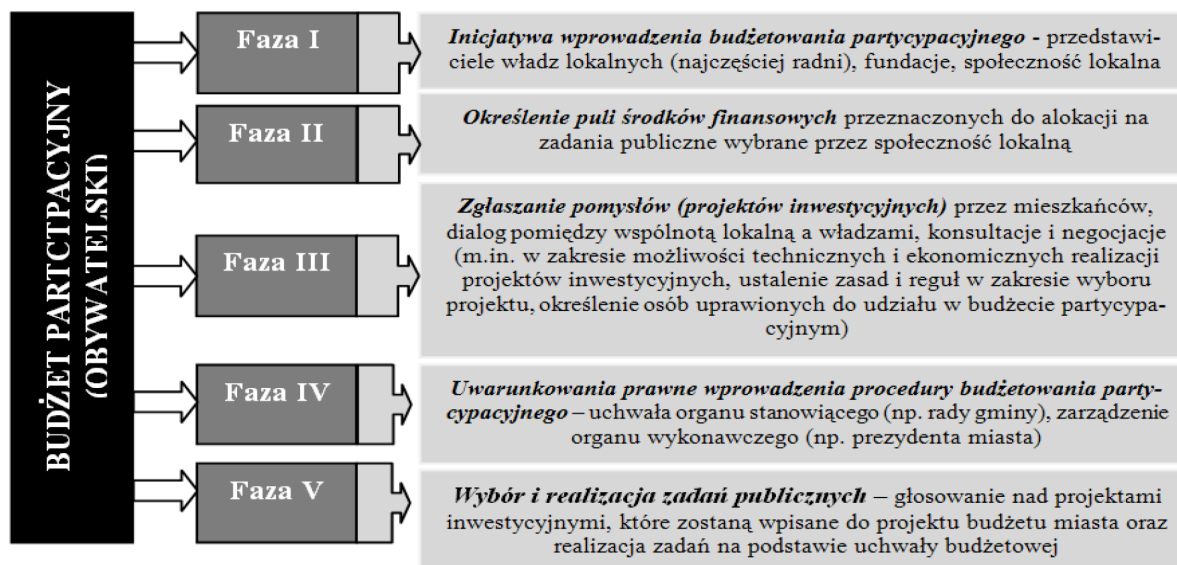 BUDŻET PARTCTPACYJNY
(OBYWATELSKI)
Faza I
Inicjatywa wprowadzenia budżetowania partycypacyjnego - przedstawi-
ciele władz lokalnych (najczęściej radni), fundacje, społeczność lokalna
Faza II
Określenie puli środków finansowych przeznaczonych do alokacji na
zadania publiczne wybrane przez społeczność lokalną
Faza III
Zgłaszanie pomysłów (projektów inwestycyjnych) przez mieszkańców,
dialog pomiędzy wspólnotą lokalną a władzami, konsultacje i negocjacje
(m.in. w zakresie możliwości technicznych i ekonomicznych realizacji
projektów inwestycyjnych, ustalenie zasad i reguł w zakresie wyboru
projektu, określenie osób uprawionych do udziału w budżecie partycypa-
cyjnym)
Faza IV
Uwarunkowania prawne wprowadzenia procedury budżetowania party-
cypacyjnego – uchwała organu stanowiącego (np. rady gminy), zarządzenie
organu wykonawczego (np. prezydenta miasta)
Faza V
Wybór i realizacja zadań publicznych – głosowanie nad projektami
inwestycyjnymi, które zostaną wpisane do projektu budżetu miasta oraz
realizacja zadań na podstawie uchwały budżetowej